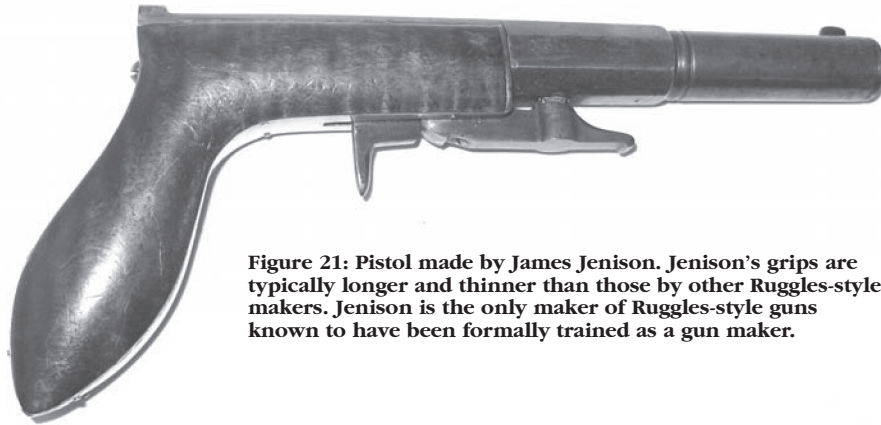 Figure 21: Pistol made by James Jenison. Jenison's grips are
typically longer and thinner than those by other Ruggles-style
makers. Jenison is the only maker of Ruggles-style guns
known to have been formally trained as a gun maker.